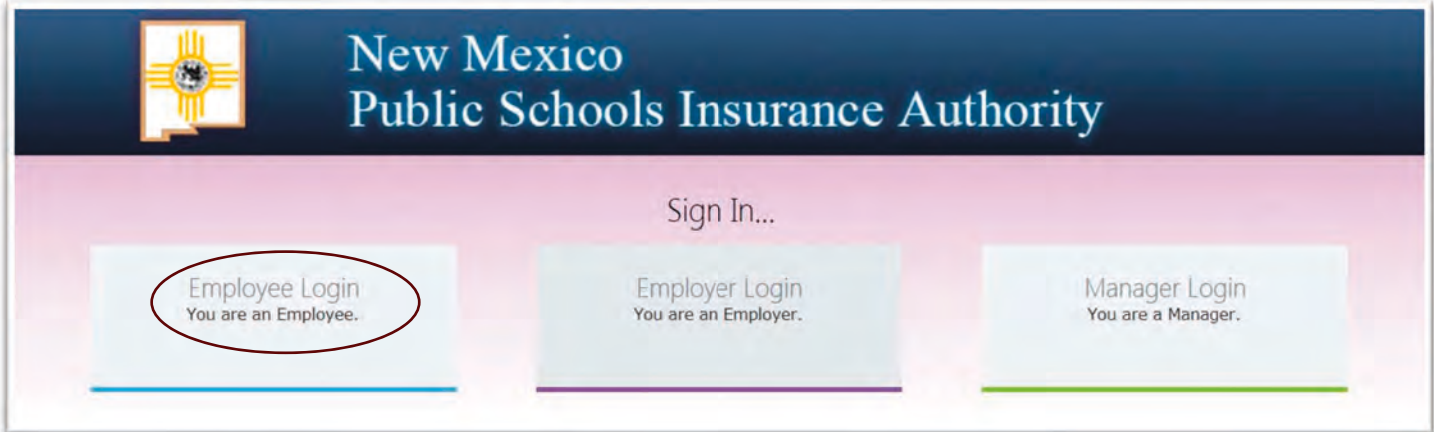 New Mexico
Public Schools Insurance Authority
Sign In...
Employee Login
You are an Employee.
Employer Login
You are an Employer.
Manager Login
You are a Manager.